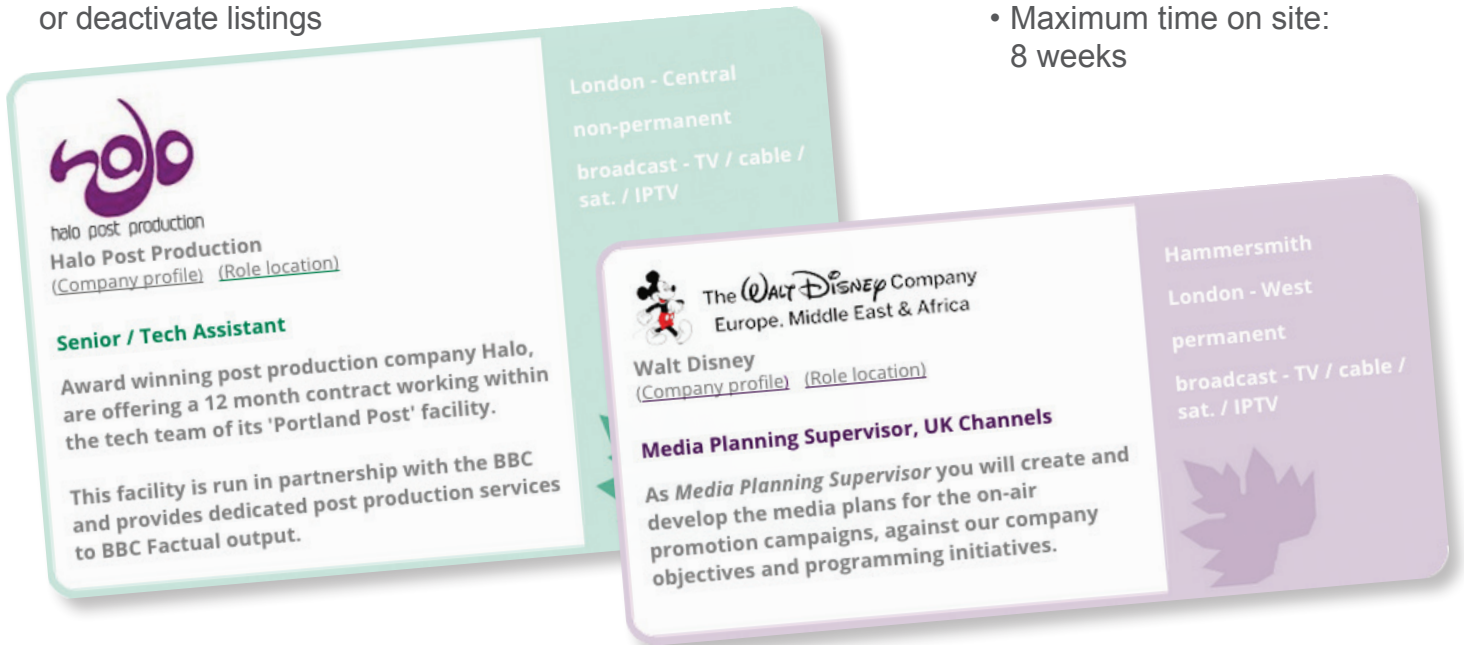 or deactivate listings
• Maximum time on site:
8 weeks
halo
halo post production
Halo Post Production
(Company profile) (Role location)
Senior / Tech Assistant
Award winning post production company Halo,
are offering a 12 month contract working within
the tech team of its 'Portland Post' facility.
This facility is run in partnership with the BBC
and provides dedicated post production services
to BBC Factual output.
London - Central
non-permanent
broadcast - TV / cable /
sat. / IPTV
The WALT DISNEY Company
Europe, Middle East & Africa
Walt Disney
(Company profile) (Role location)
Media Planning Supervisor, UK Channels
As Media Planning Supervisor you will create and
develop the media plans for the on-air
promotion campaigns, against our company
objectives and programming initiatives.
Hammersmith
London - West
permanent
broadcast - TV / cable /
sat. / IPTV